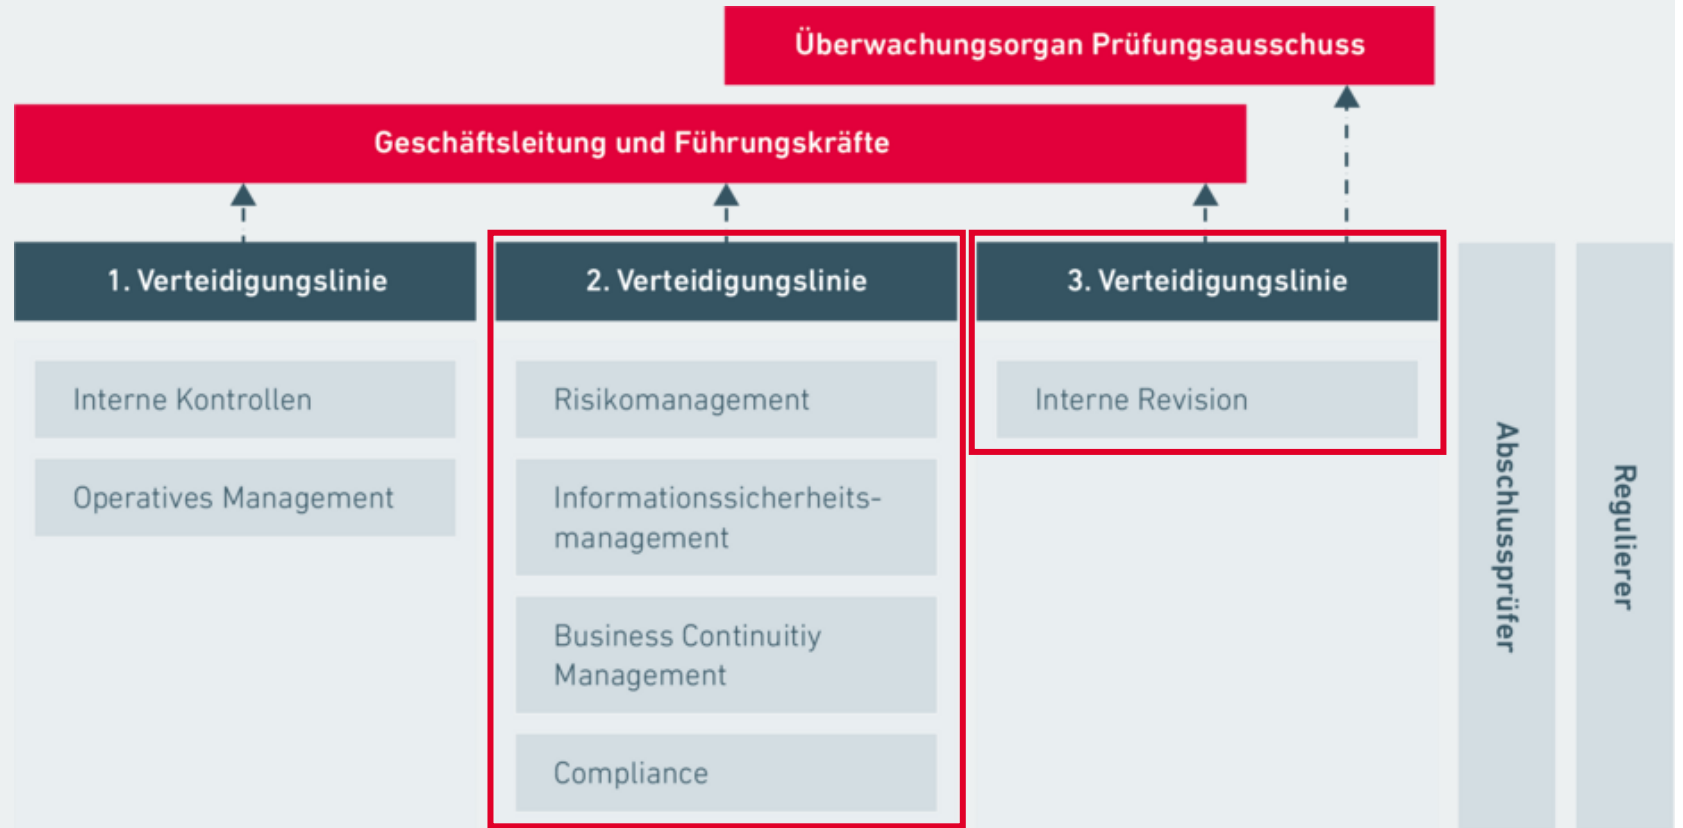 Überwachungsorgan Prüfungsausschuss
Geschäftsleitung und Führungskräfte
1. Verteidigungslinie
Interne Kontrollen
Operatives Management
2. Verteidigungslinie
Risikomanagement
Informationssicherheits-
management
Business Continuitiy
Management
Compliance
3. Verteidigungslinie
Interne Revision
Abschlussprüfer
Regulierer